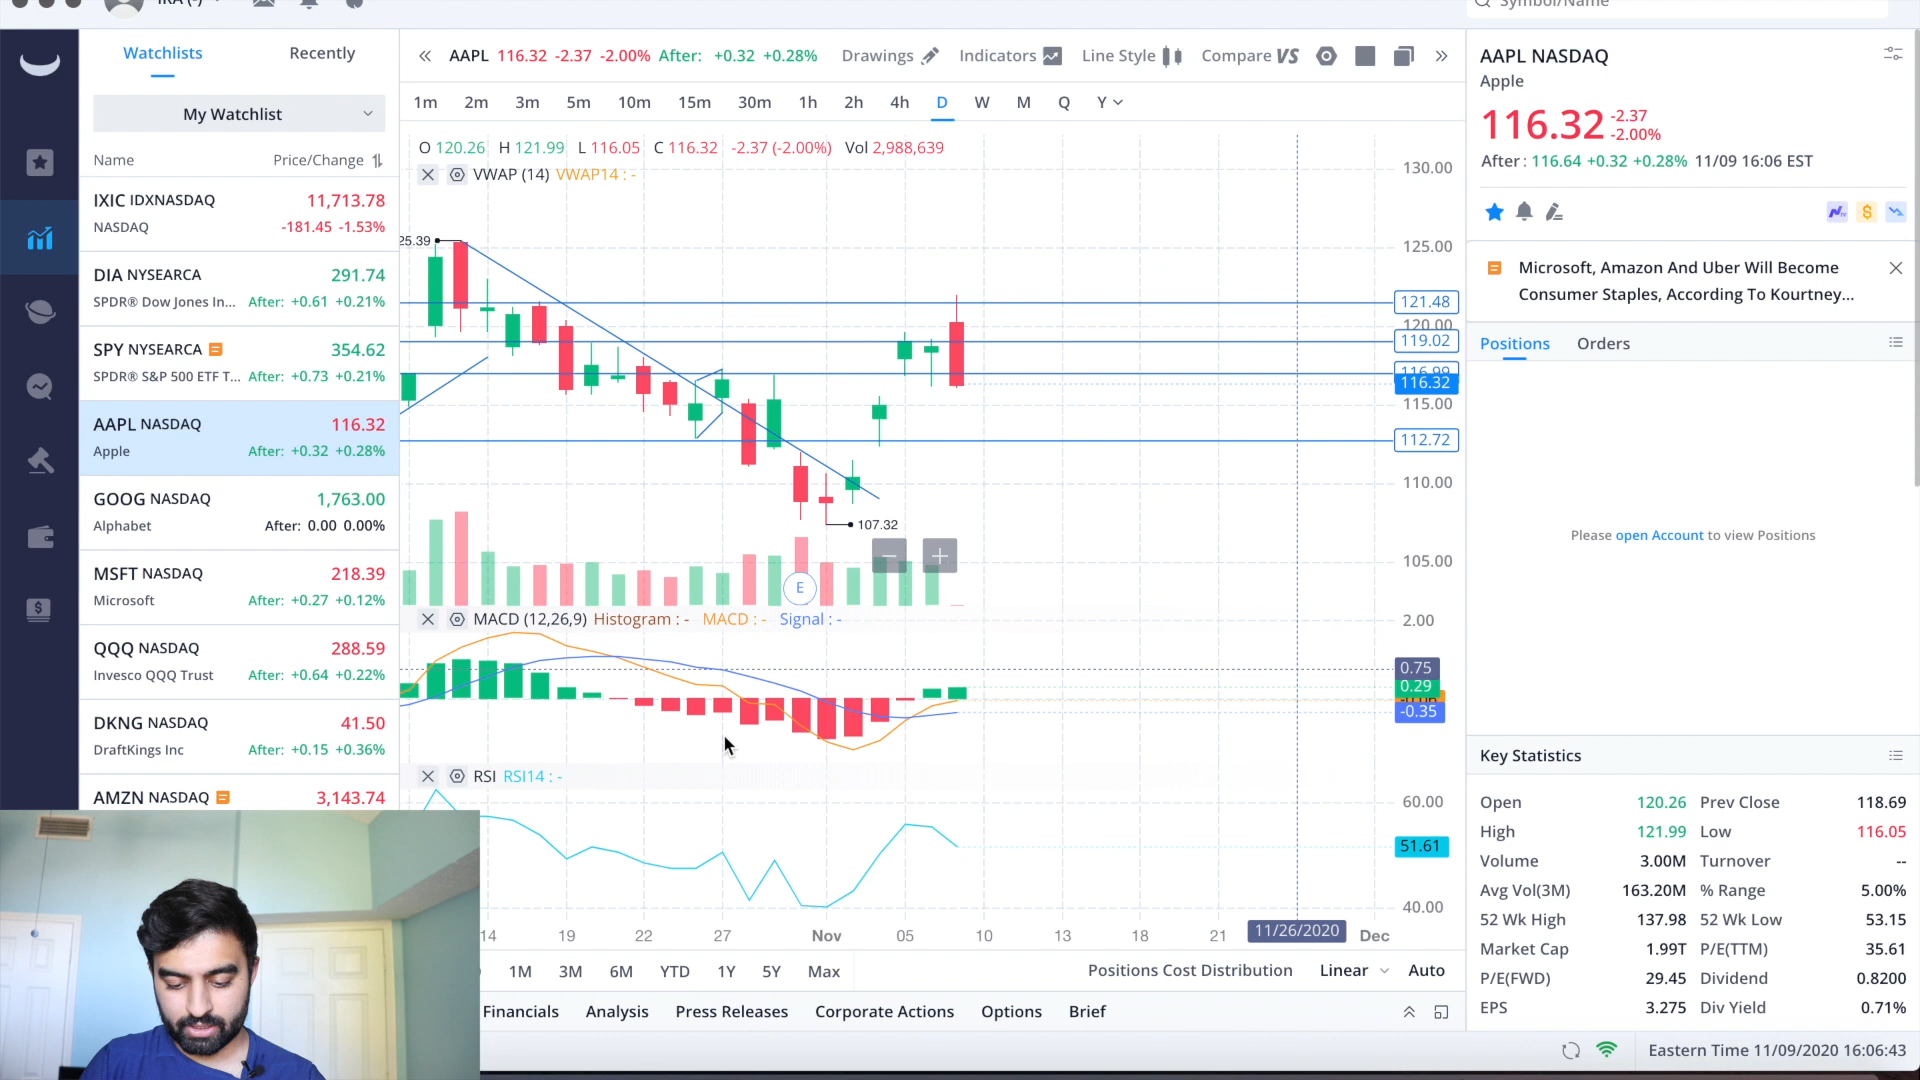 Watchlists
Recently
My Watchlist
Name
Price/Change
IXIC IDXNASDAQ
11,713.78
NASDAQ
-181.45 -1.53%
DIA NYSEARCA
291.74
SPDR® Dow Jones In...
After: +0.61 +0.21%
SPY NYSEARCA
354.62
SPDR® S&P 500 ETF T...
After: +0.73 +0.21%
AAPL NASDAQ
116.32
Apple
After: +0.32 +0.28%
GOOG NASDAQ
1,763.00
Alphabet
After: 0.00 0.00%
MSFT NASDAQ
218.39
Microsoft
After: +0.27 +0.12%
QQQ NASDAQ
288.59
Invesco QQQ Trust
After: +0.64 +0.22%
DKNG NASDAQ
41.50
DraftKings Inc
After: +0.15 +0.36%
AMZN NASDAQ
3,143.74
AAPL 116.32 -2.37 -2.00% After: +0.32 +0.28%
Drawings
Indicators
Line Style
Compare VS
1m 2m 3m 5m 10m 15m 30m 1h 2h 4h D W M Q Y
O 120.26 H 121.99 L 116.05 C 116.32 -2.37 (-2.00%) Vol 2,988,639
VWAP (14) VWAP14 : -
25.39
107.32
E
130.00
125.00
121.48
120.00
119.02
116.99
116.32
115.00
112.72
110.00
105.00
MACD (12,26,9) Histogram : - MACD : - Signal : -
2.00
0.75
0.29
-0.35
RSI RSI14 : -
60.00
51.61
40.00
14 19 22 27 Nov 05 10 13 18 21 11/26/2020 Dec
1M 3M 6M YTD 1Y 5Y Max
Positions Cost Distribution
Linear
Auto
Financials
Analysis
Press Releases
Corporate Actions
Options
Brief
Symbol/Name
AAPL NASDAQ
Apple
116.32
-2.37
-2.00%
After : 116.64 +0.32 +0.28% 11/09 16:06 EST
Microsoft, Amazon And Uber Will Become
Consumer Staples, According To Kourtney...
Positions
Orders
Please open Account to view Positions
Key Statistics
Open 120.26 Prev Close 118.69
High 121.99 Low 116.05
Volume 3.00M Turnover --
Avg Vol(3M) 163.20M % Range 5.00%
52 Wk High 137.98 52 Wk Low 53.15
Market Cap 1.99T P/E(TTM) 35.61
P/E(FWD) 29.45 Dividend 0.8200
EPS 3.275 Div Yield 0.71%
Eastern Time 11/09/2020 16:06:43